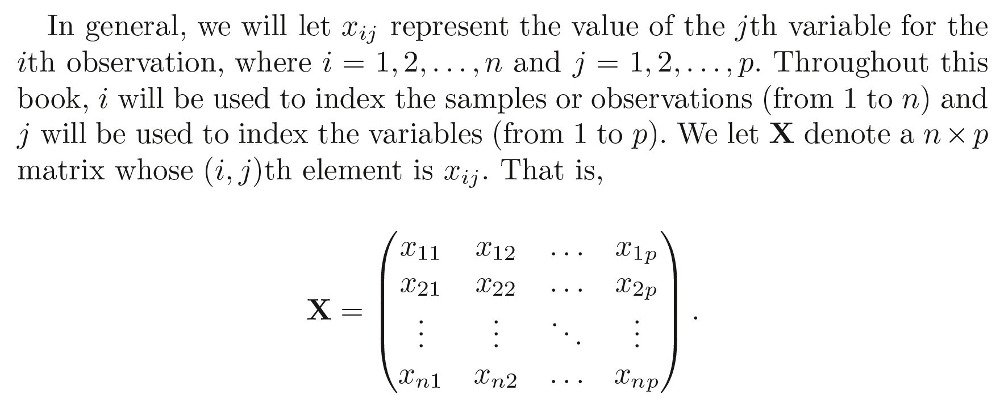 In general, we will let $x_{ij}$ represent the value of the $j$th variable for the
$i$th observation, where $i = 1, 2, \ldots, n$ and $j = 1, 2, \ldots, p$. Throughout this
book, $i$ will be used to index the samples or observations (from 1 to $n$) and
$j$ will be used to index the variables (from 1 to $p$). We let $\mathbf{X}$ denote a $n \times p$
matrix whose $(i, j)$th element is $x_{ij}$. That is,
$$\mathbf{X} = \begin{pmatrix} x_{11} & x_{12} & \ldots & x_{1p} \\ x_{21} & x_{22} & \ldots & x_{2p} \\ \vdots & \vdots & \ddots & \vdots \\ x_{n1} & x_{n2} & \ldots & x_{np} \end{pmatrix}.$$